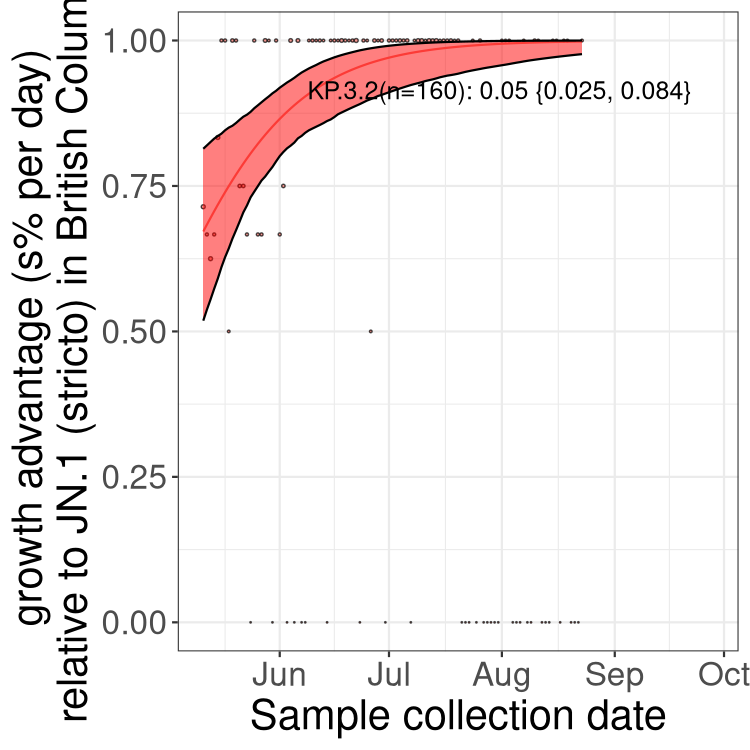 growth advantage (s% per day)
relative to JN.1 (stricto) in British Colum
1.00
0.75
0.50
0.25
0.00
KP.3.2(n=160): 0.05 {0.025, 0.084}
Jun
Jul
Aug
Sep
Oct
Sample collection date